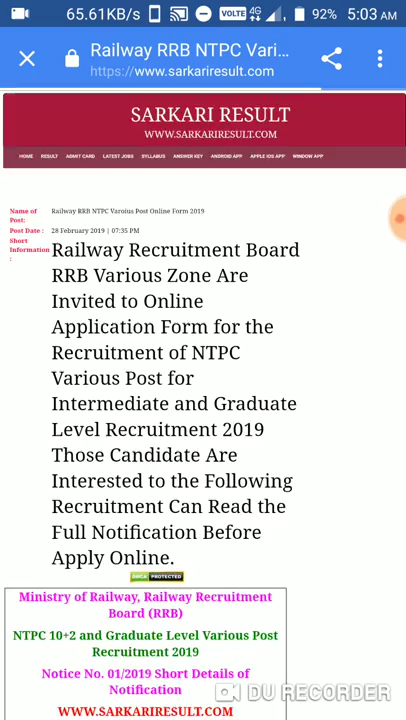 65.61KB/s VOLTE 4G 92% 5:03 AM
Railway RRB NTPC Vari...
https://www.sarkariresult.com
SARKARI RESULT
WWW.SARKARIRESULT.COM
HOME RESULT ADMIT CARD LATEST JOBS SYLLABUS ANSWER KEY ANDROID APP APPLE IOS APP WINDOW APP
Name of Post: Railway RRB NTPC Varoius Post Online Form 2019
Post Date : 28 February 2019 | 07:35 PM
Short Information :
Railway Recruitment Board
RRB Various Zone Are
Invited to Online
Application Form for the
Recruitment of NTPC
Various Post for
Intermediate and Graduate
Level Recruitment 2019
Those Candidate Are
Interested to the Following
Recruitment Can Read the
Full Notification Before
Apply Online.
DMCA PROTECTED
Ministry of Railway, Railway Recruitment
Board (RRB)
NTPC 10+2 and Graduate Level Various Post
Recruitment 2019
Notice No. 01/2019 Short Details of
Notification
WWW.SARKARIRESULT.COM
DU RECORDER